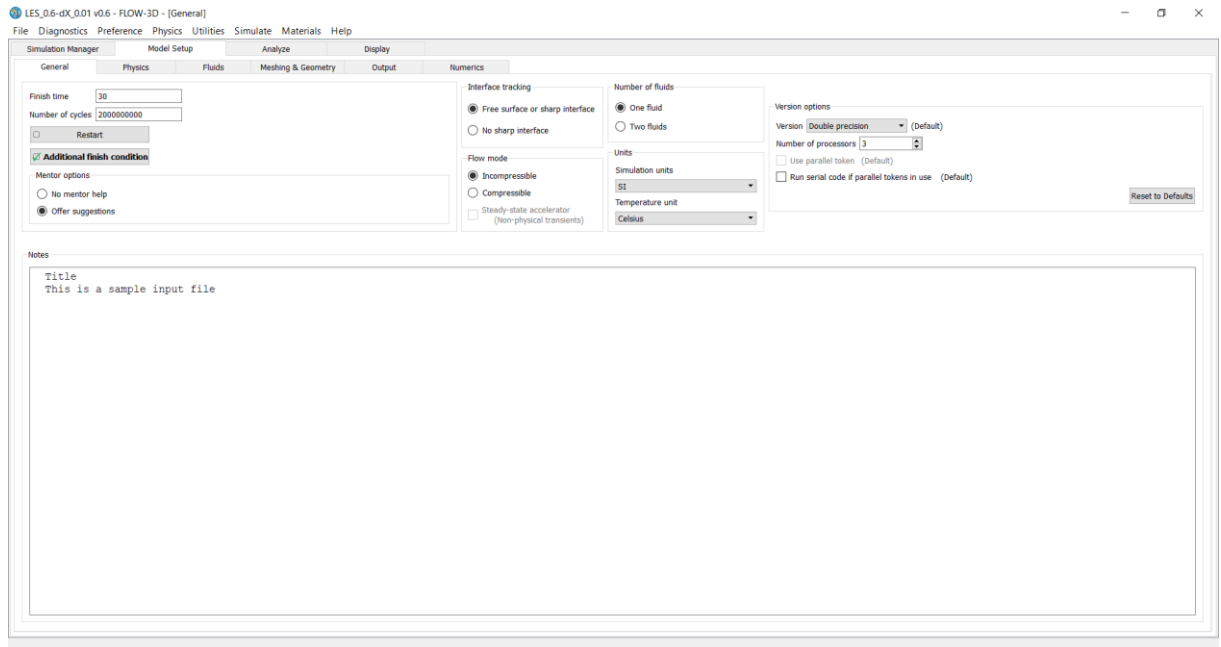 LES_0.6-dX_0.01 v0.6 - FLOW-3D - [General]
File Diagnostics Preference Physics Utilities Simulate Materials Help
Simulation Manager Model Setup Analyze Display
General Physics Fluids Meshing & Geometry Output Numerics
Finish time 30
Number of cycles 2000000000
Restart
Additional finish condition
Mentor options
No mentor help
Offer suggestions
Interface tracking
Free surface or sharp interface
No sharp interface
Flow mode
Incompressible
Compressible
Steady-state accelerator
(Non-physical transients)
Number of fluids
One fluid
Two fluids
Units
Simulation units
SI
Temperature unit
Celsius
Version options
Version Double precision (Default)
Number of processors 3
Use parallel token (Default)
Run serial code if parallel tokens in use (Default)
Reset to Defaults
Notes
Title
This is a sample input file